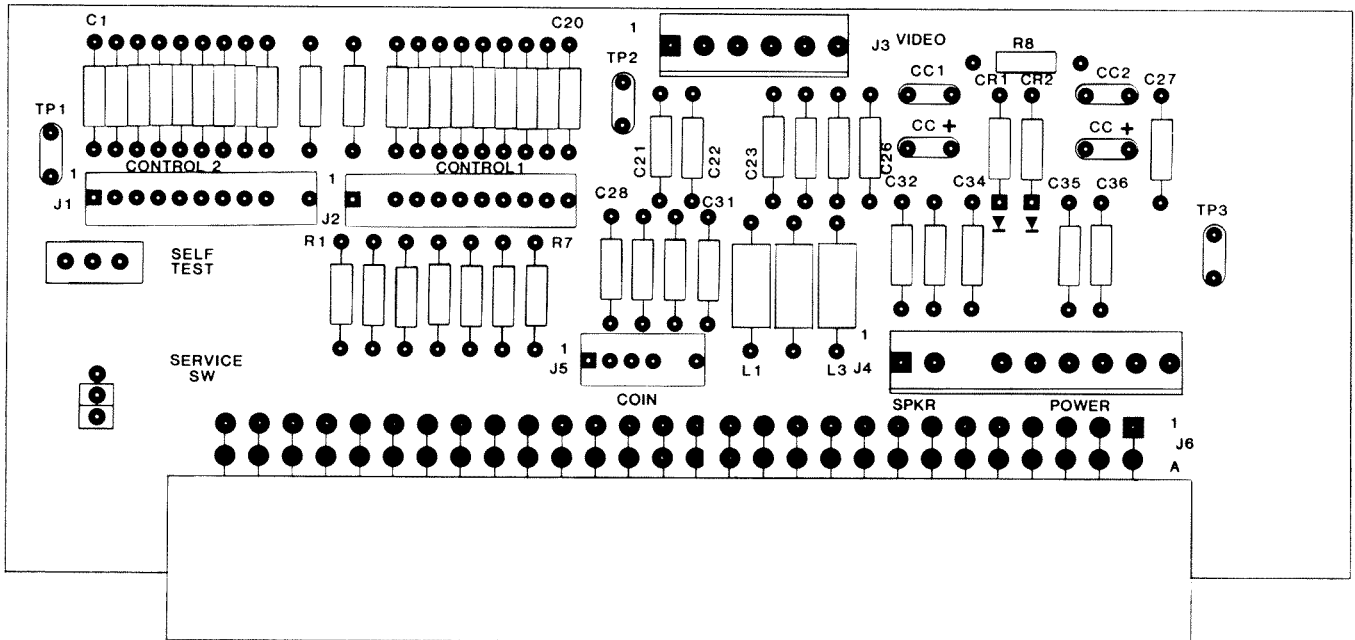 C1
C20
1
J3 VIDEO
R8
TP2
CC1
CR1
CR2
CC2
C27
TP1
CC +
CC +
C21
C22
C23
C26
1
CONTROL 2
1
CONTROL1
J1
J2
C28
C31
C32
C34
C35
C36
TP3
R1
R7
SELF
TEST
1
J5
L1
L3
1
J4
SERVICE
SW
COIN
SPKR
POWER
1
J6
A